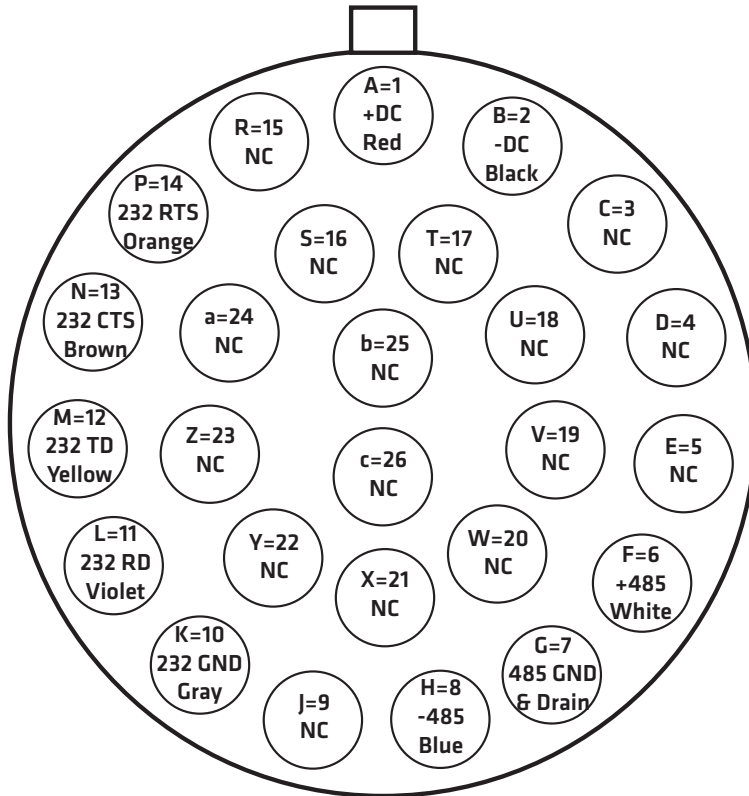 A=1
+DC
Red
B=2
-DC
Black
R=15
NC
P=14
232 RTS
Orange
C=3
NC
S=16
NC
T=17
NC
N=13
232 CTS
Brown
a=24
NC
b=25
NC
U=18
NC
D=4
NC
M=12
232 TD
Yellow
Z=23
NC
c=26
NC
V=19
NC
E=5
NC
L=11
232 RD
Violet
Y=22
NC
X=21
NC
W=20
NC
F=6
+485
White
K=10
232 GND
Gray
J=9
NC
H=8
-485
Blue
G=7
485 GND
& Drain